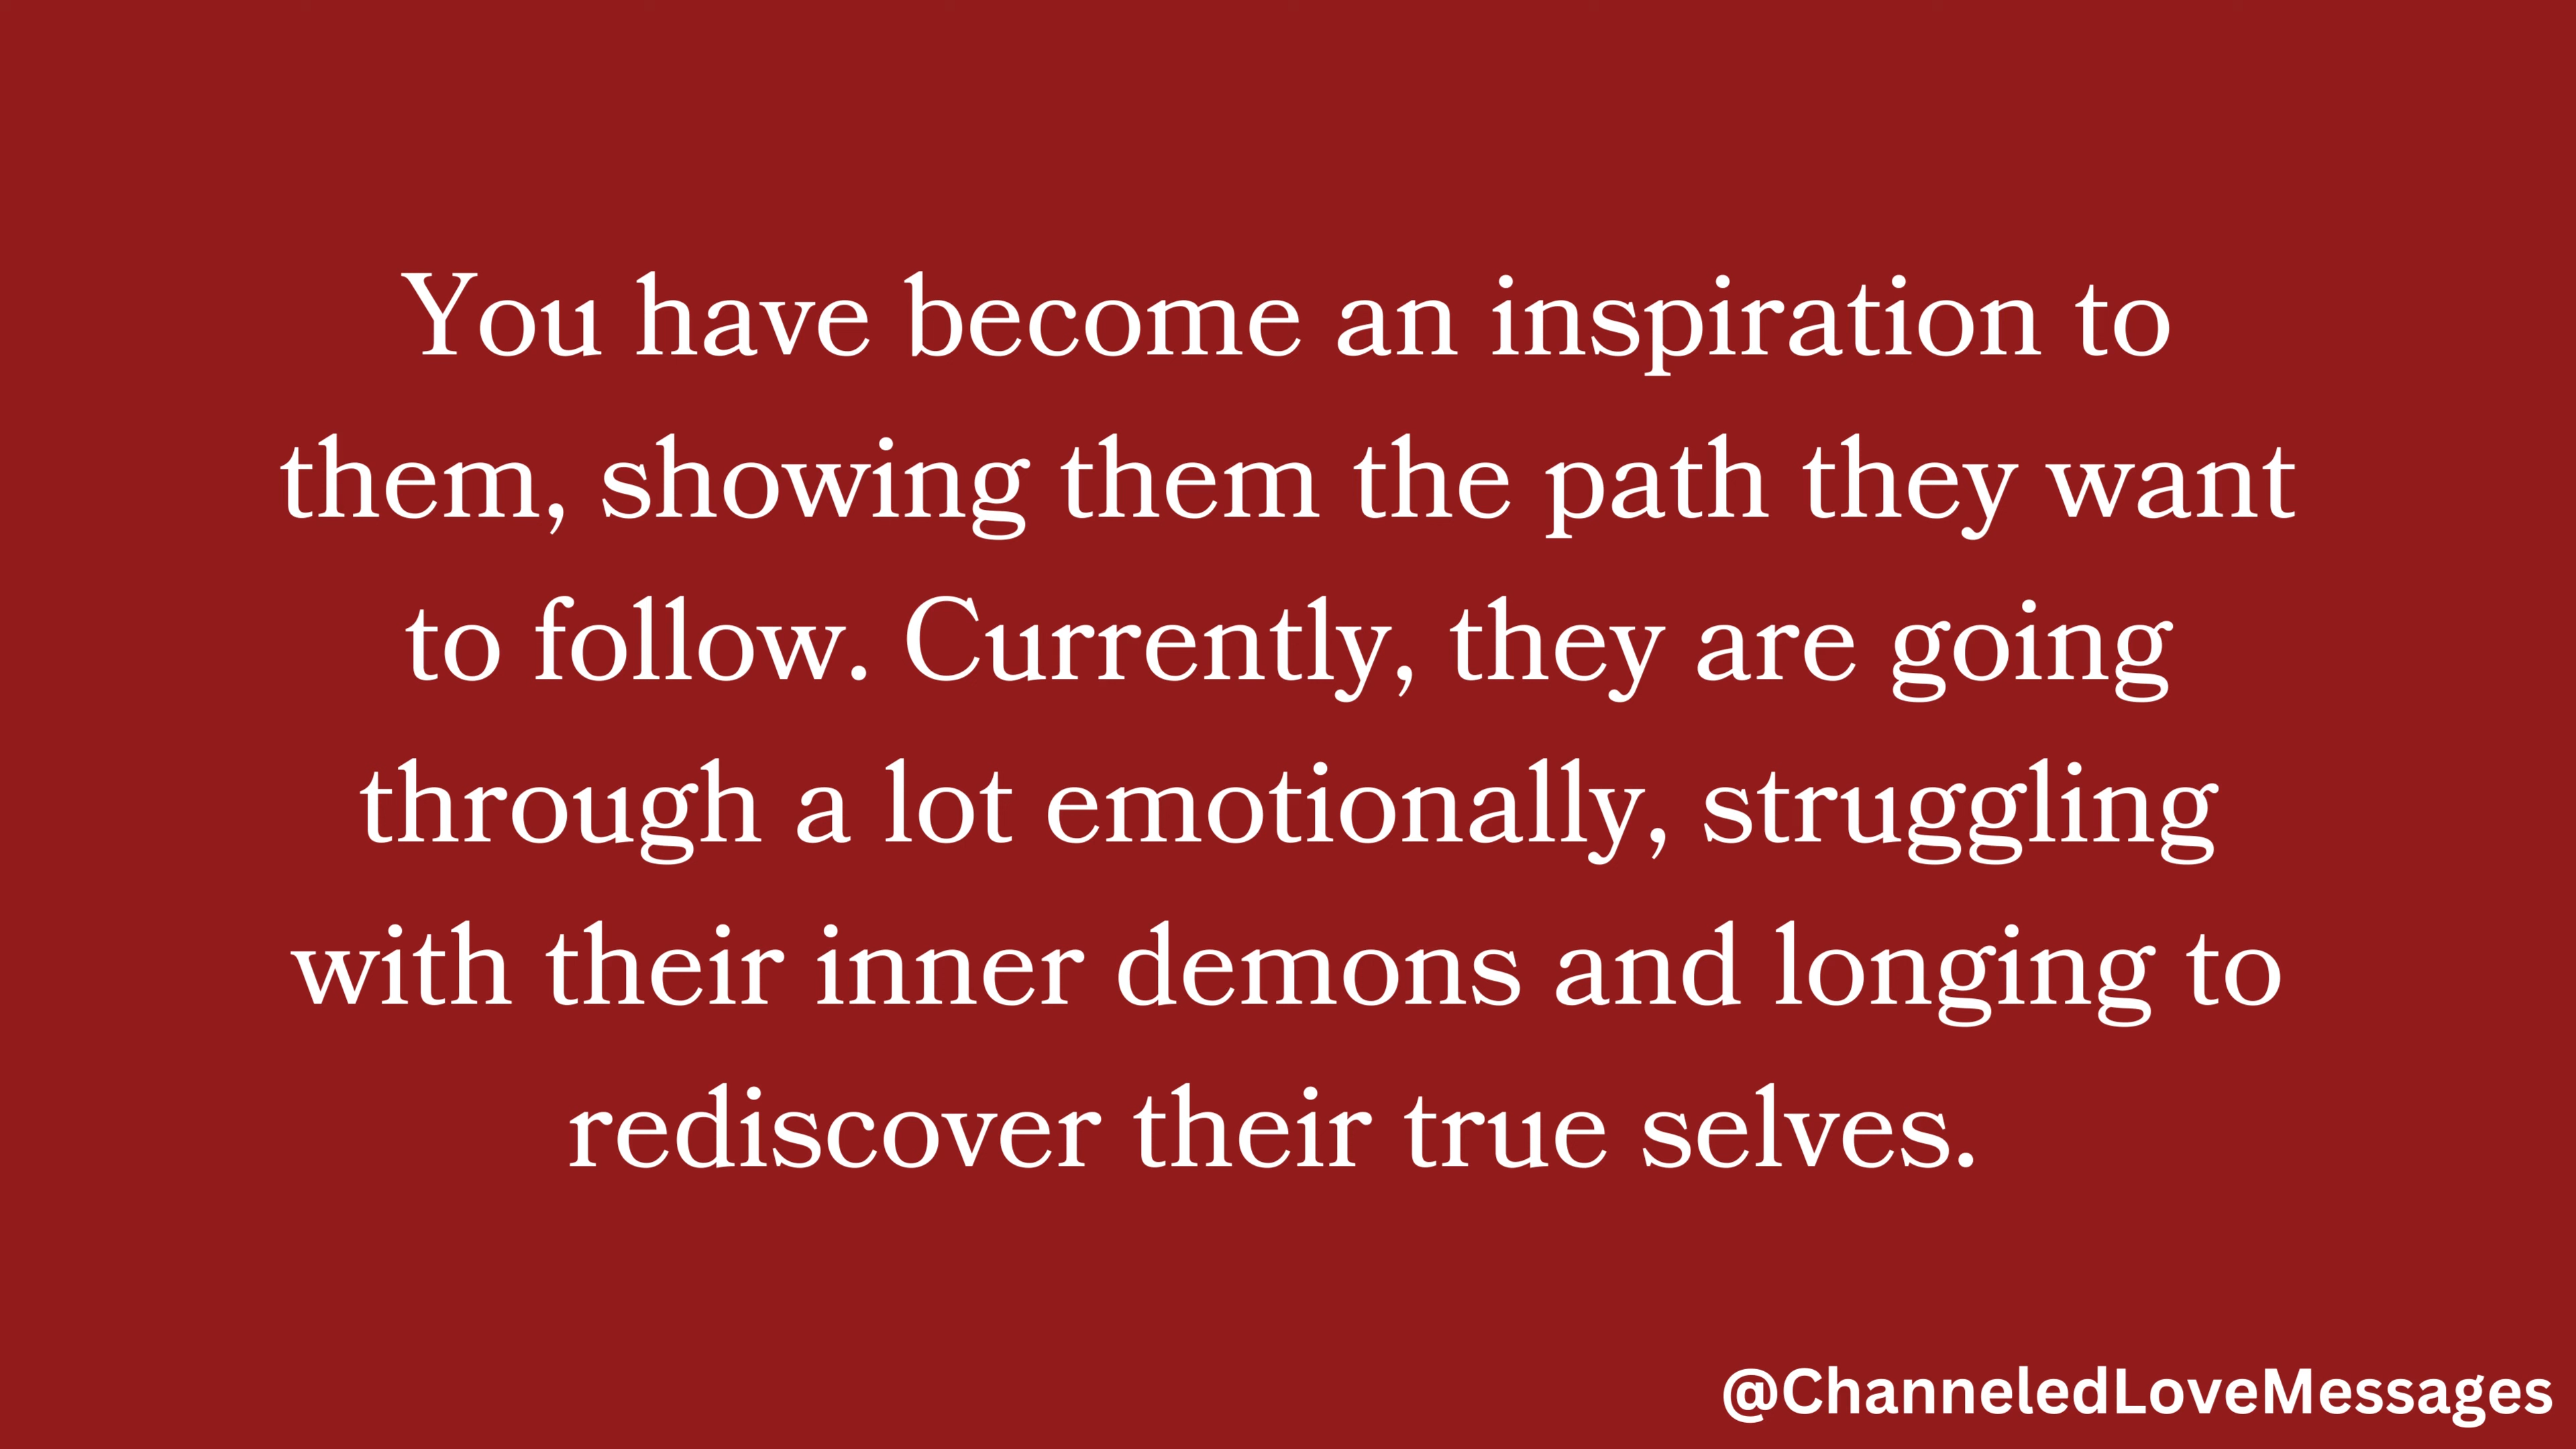 You have become an inspiration to
them, showing them the path they want
to follow. Currently, they are going
through a lot emotionally, struggling
with their inner demons and longing to
rediscover their true selves.
@ChanneledLoveMessages